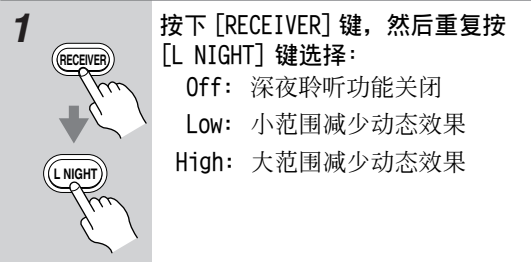 1
按下 [RECEIVER] 键，然后重复按
[L NIGHT] 键选择：
Off： 深夜聆听功能关闭
Low： 小范围减少动态效果
High： 大范围减少动态效果
RECEIVER
L NIGHT